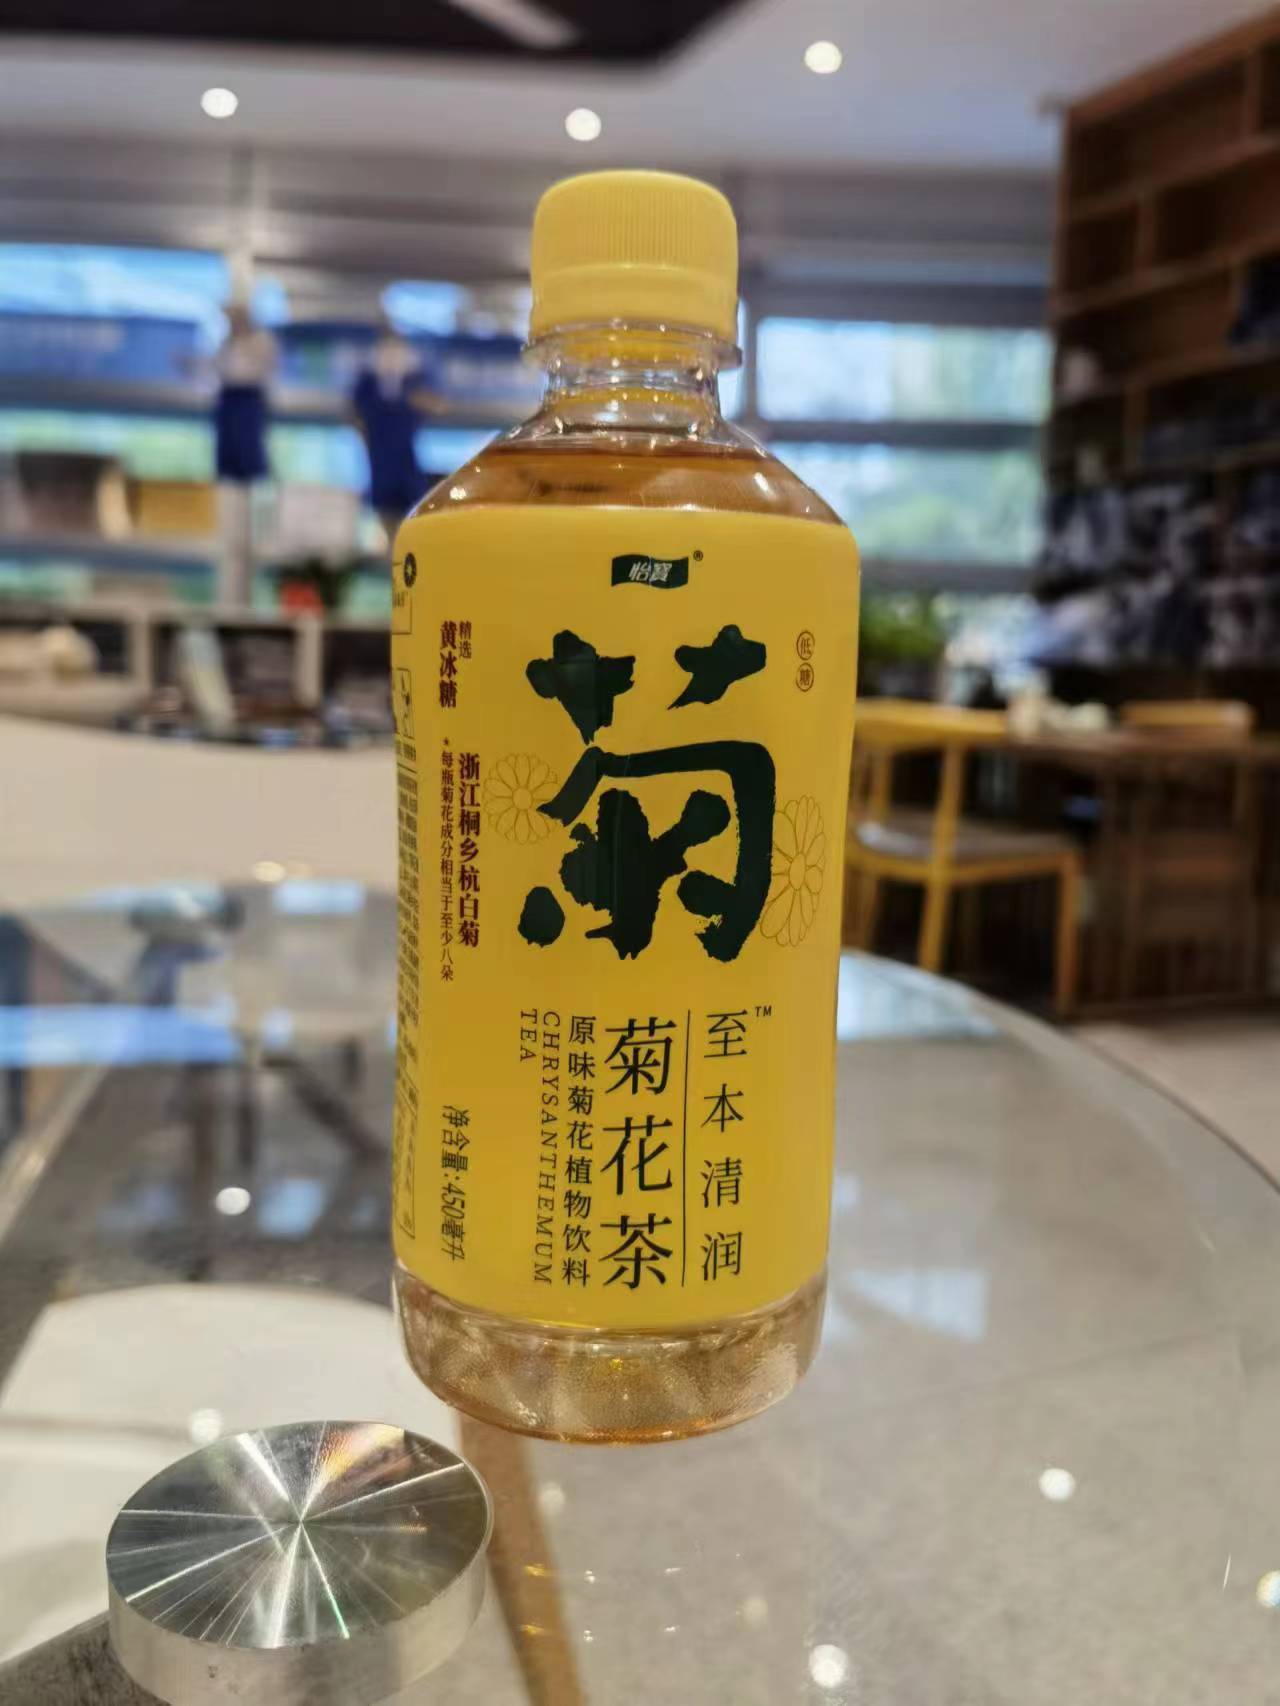 怡寶®
菊
低糖
精选
黄冰糖
浙江桐乡杭白菊
*每瓶菊花成分相当于至少八朵
至本清润™
菊花茶
原味菊花植物饮料
CHRYSANTHEMUM
TEA
净含量:450毫升